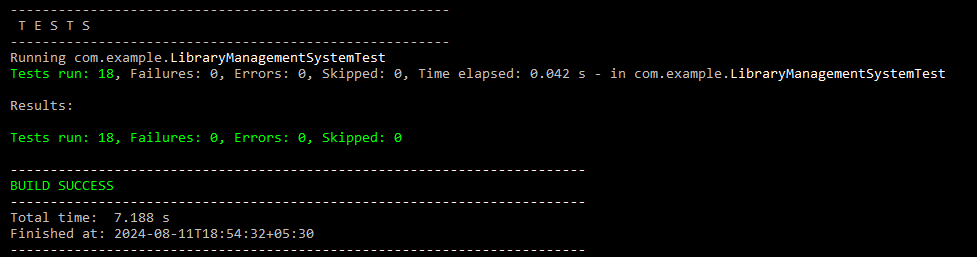 -------------------------------------------------------
 T E S T S
-------------------------------------------------------
Running com.example.LibraryManagementSystemTest
Tests run: 18, Failures: 0, Errors: 0, Skipped: 0, Time elapsed: 0.042 s - in com.example.LibraryManagementSystemTest

Results:

Tests run: 18, Failures: 0, Errors: 0, Skipped: 0

------------------------------------------------------------------------
BUILD SUCCESS
------------------------------------------------------------------------
Total time:  7.188 s
Finished at: 2024-08-11T18:54:32+05:30
------------------------------------------------------------------------